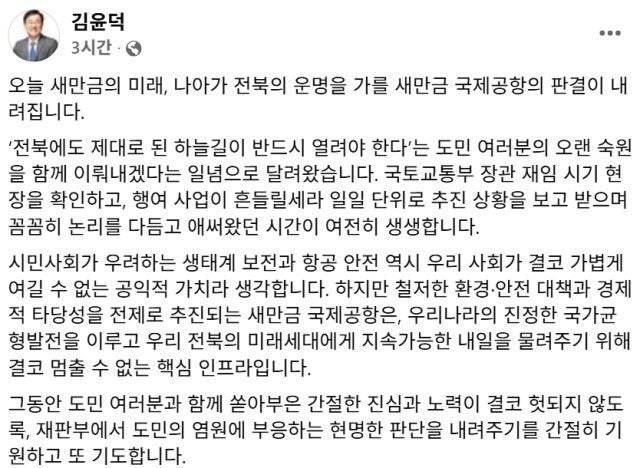 김윤덕
3시간 ·
오늘 새만금의 미래, 나아가 전북의 운명을 가를 새만금 국제공항의 판결이 내
려집니다.
‘전북에도 제대로 된 하늘길이 반드시 열려야 한다’는 도민 여러분의 오랜 숙원
을 함께 이뤄내겠다는 일념으로 달려왔습니다. 국토교통부 장관 재임 시기 현
장을 확인하고, 행여 사업이 흔들릴세라 일일 단위로 추진 상황을 보고 받으며
꼼꼼히 논리를 다듬고 애써왔던 시간이 여전히 생생합니다.
시민사회가 우려하는 생태계 보전과 항공 안전 역시 우리 사회가 결코 가볍게
여길 수 없는 공익적 가치라 생각합니다. 하지만 철저한 환경·안전 대책과 경제
적 타당성을 전제로 추진되는 새만금 국제공항은, 우리나라의 진정한 국가균
형발전을 이루고 우리 전북의 미래세대에게 지속가능한 내일을 물려주기 위해
결코 멈출 수 없는 핵심 인프라입니다.
그동안 도민 여러분과 함께 쏟아부은 간절한 진심과 노력이 결코 헛되지 않도
록, 재판부에서 도민의 염원에 부응하는 현명한 판단을 내려주기를 간절히 기
원하고 또 기도합니다.